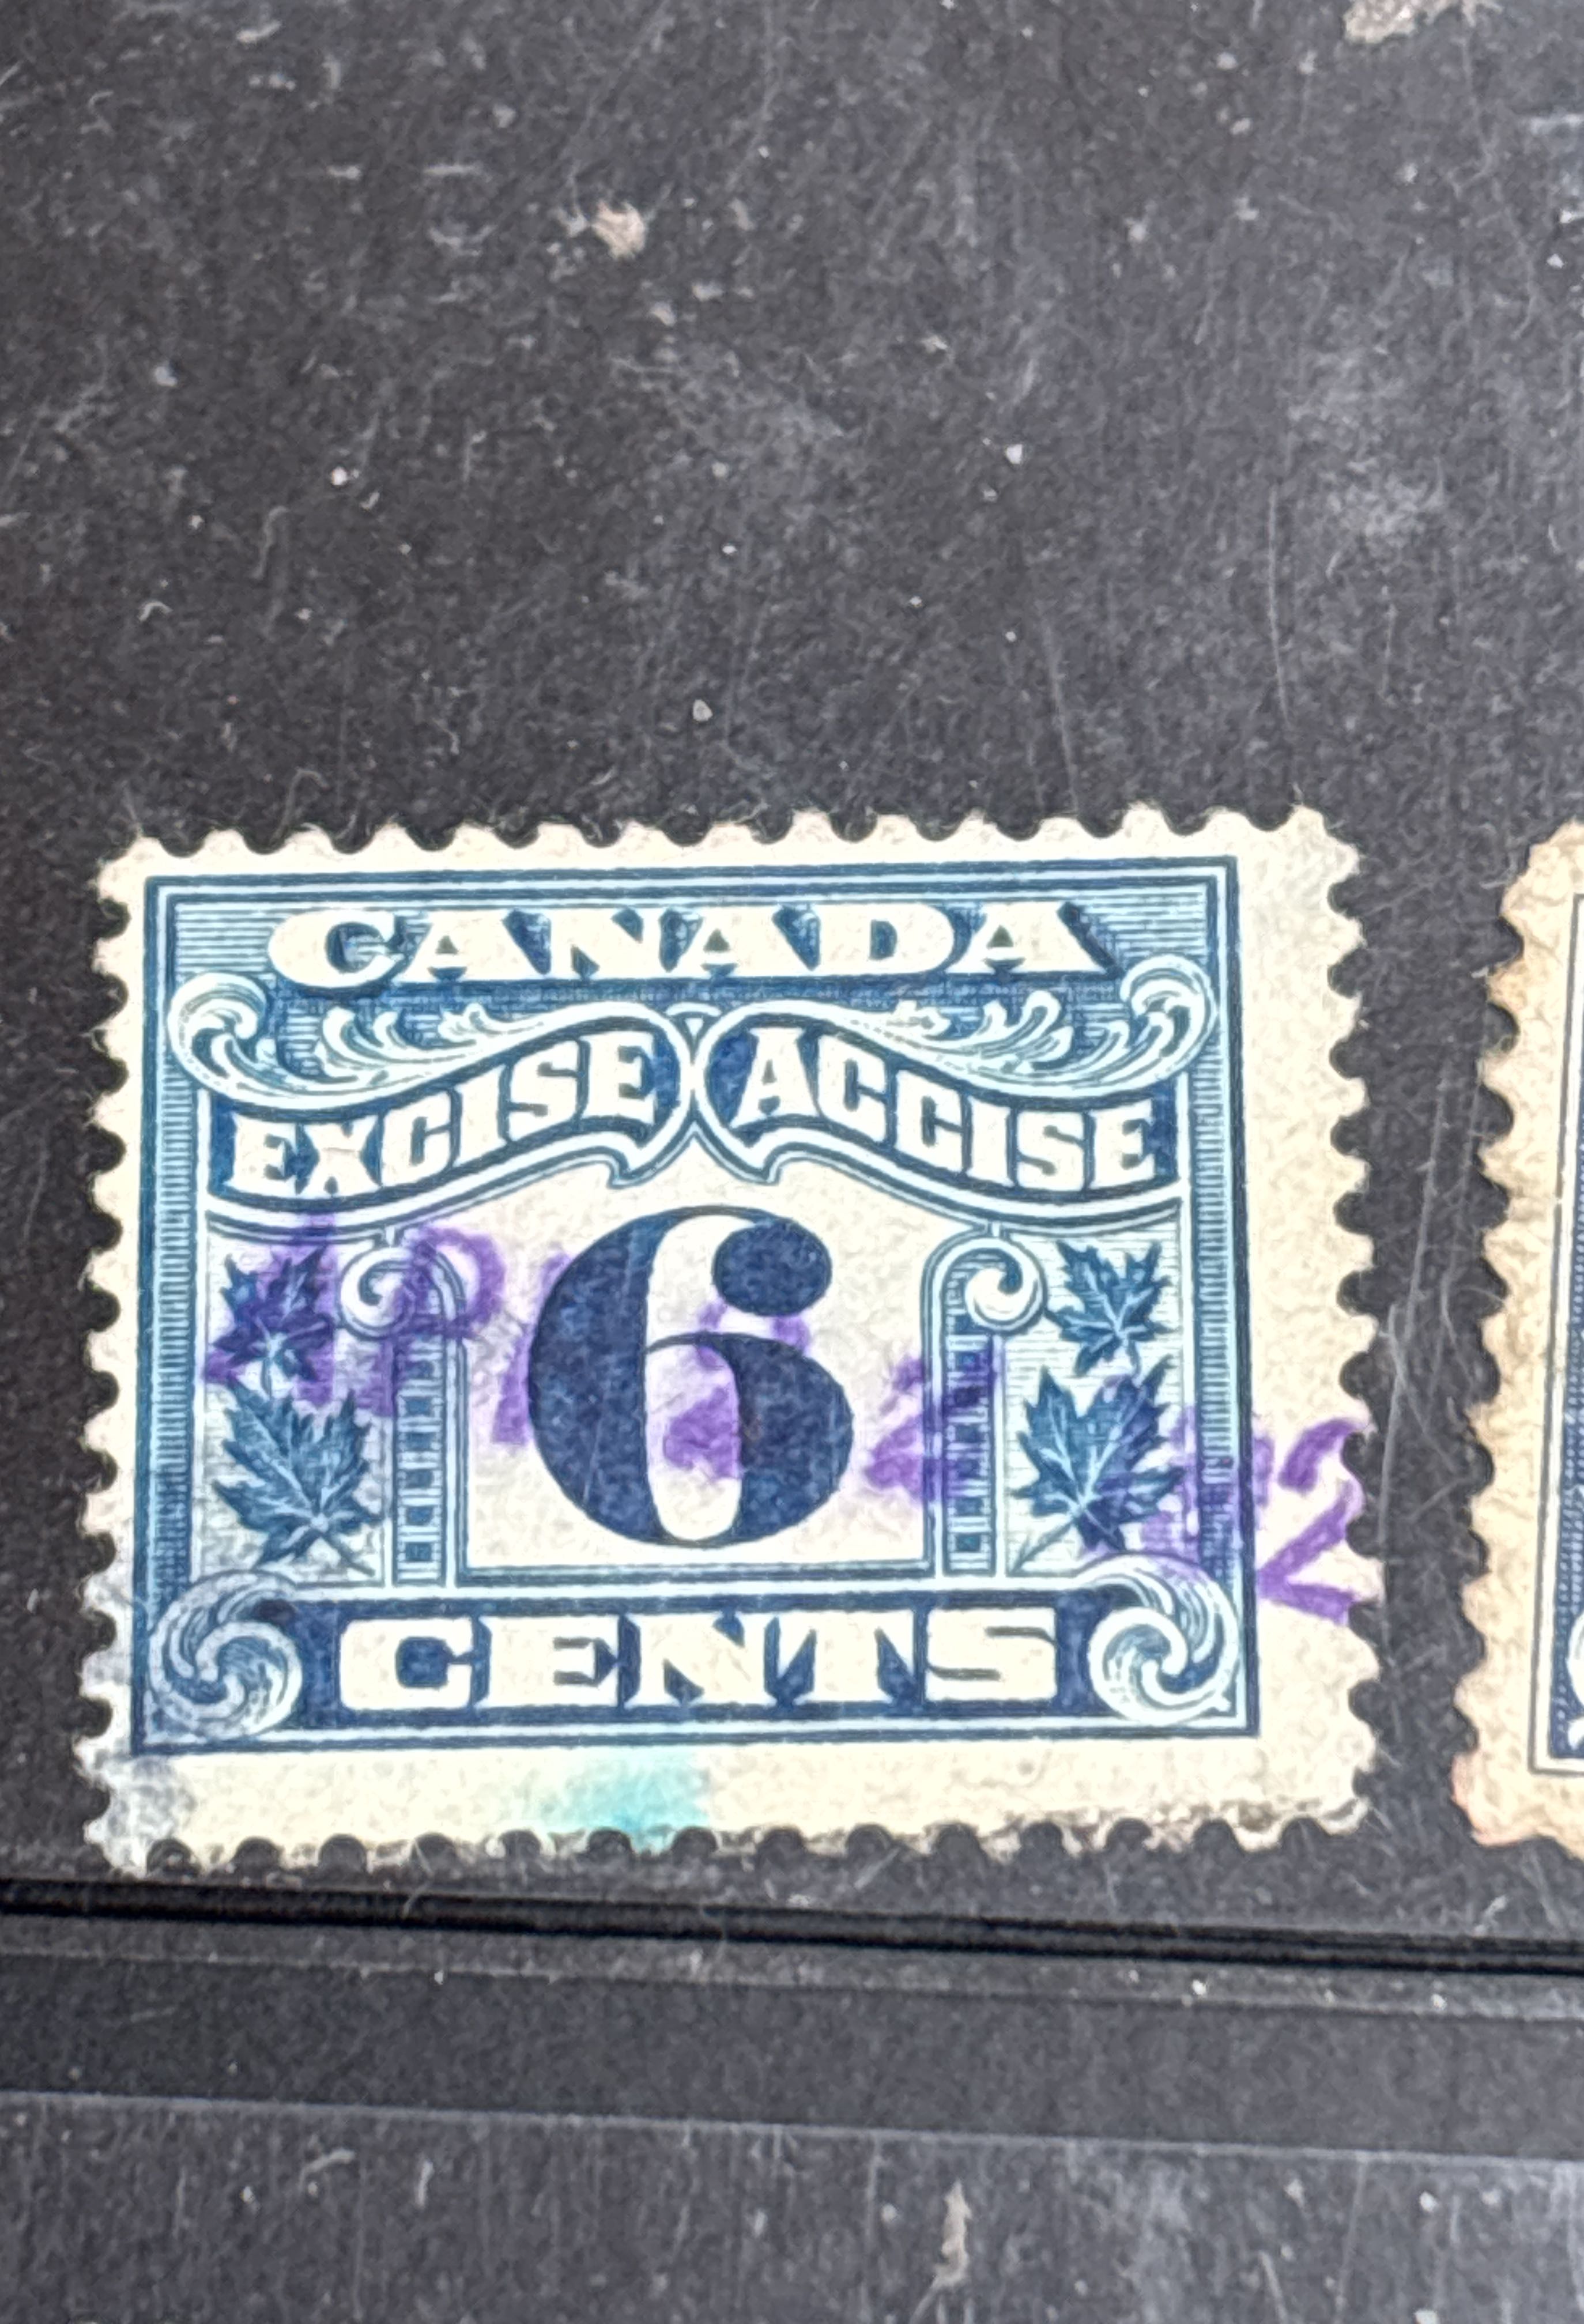 CANADA
EXCISE ACCISE
6
CENTS